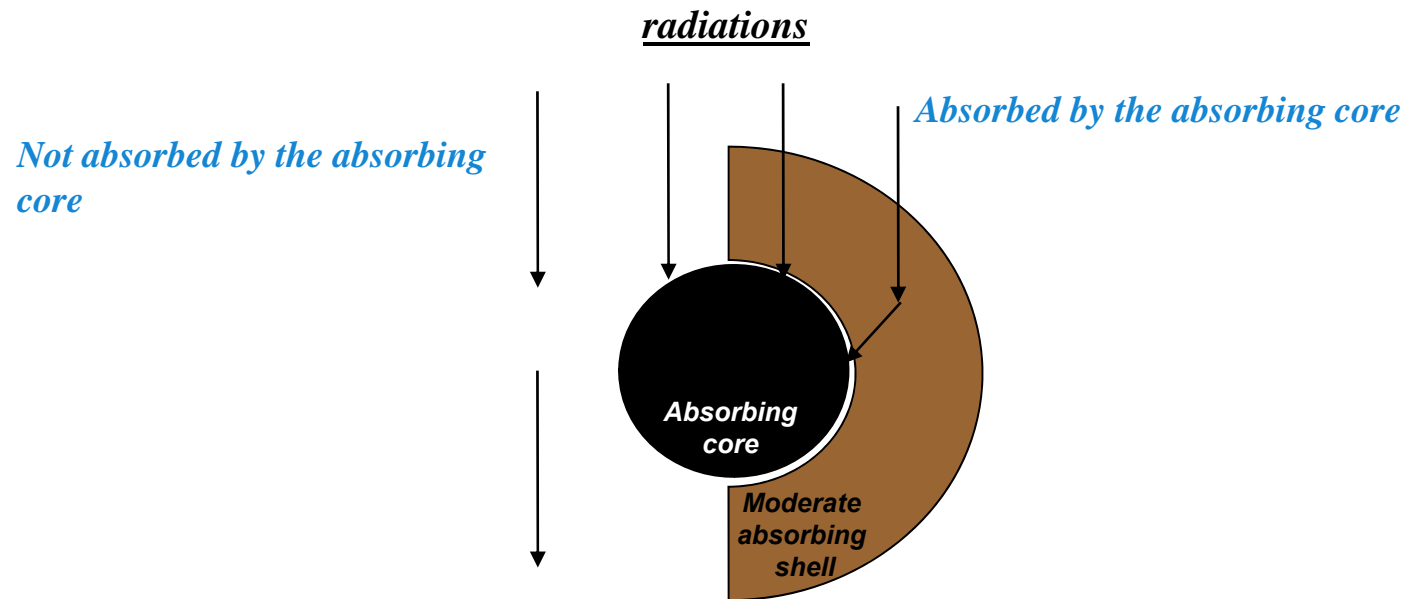 radiations
Absorbed by the absorbing core
Not absorbed by the absorbing
core
Absorbing
core
Moderate
absorbing
shell